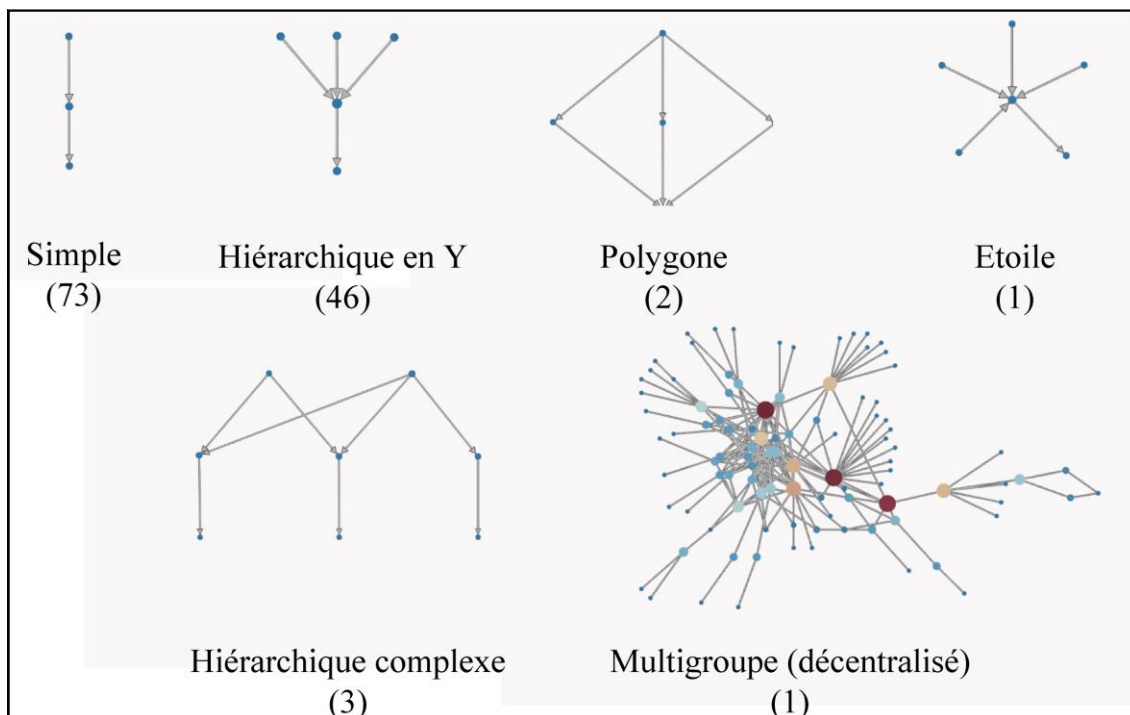 Simple
(73)
Hiérarchique en Y
(46)
Polygone
(2)
Etoile
(1)
Hiérarchique complexe
(3)
Multigroupe (décentralisé)
(1)